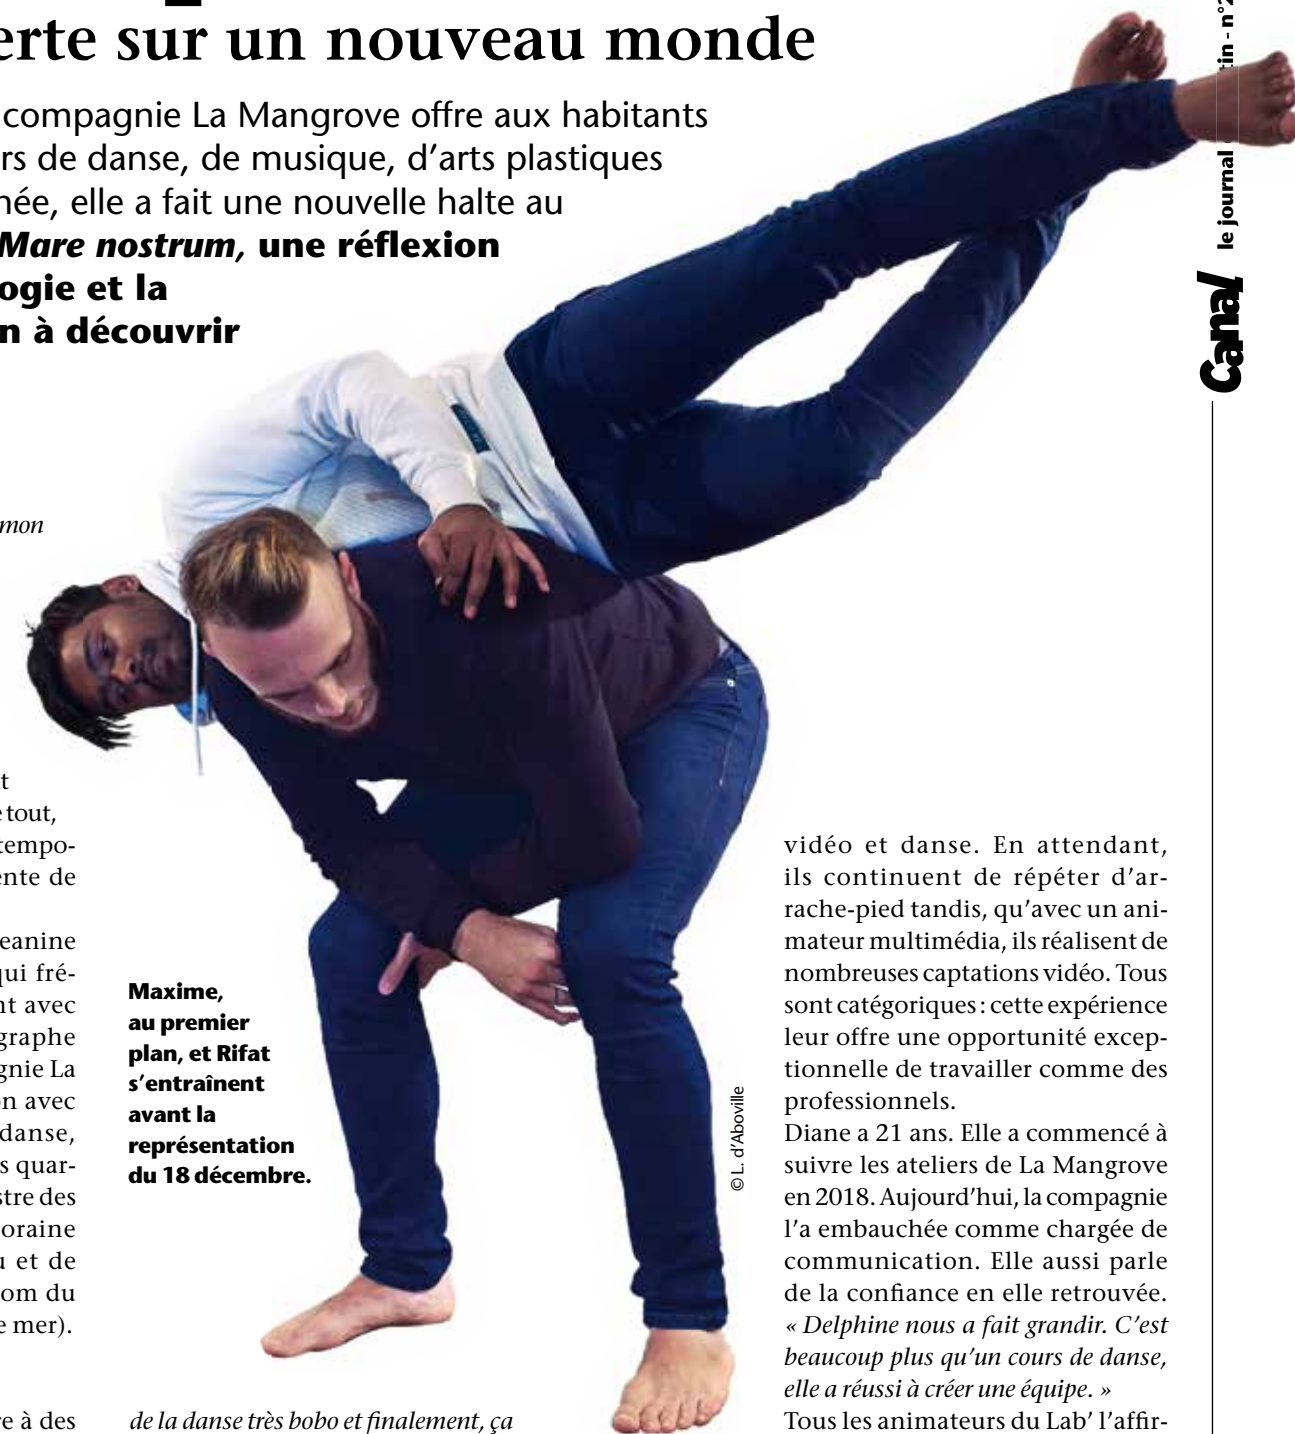 erte sur un nouveau monde
compagnie La Mangrove offre aux habitants
rs de danse, de musique, d’arts plastiques
née, elle a fait une nouvelle halte au
Mare nostrum, une réflexion
ogie et la
n à découvrir
mon
t
e tout,
tempo-
ente de
eanine
qui fré-
nt avec
graphe
gnie La
on avec
danse,
s quar-
stre des
oraine
u et de
om du
e mer).
re à des
Maxime,
au premier
plan, et Rifat
s’entraînent
avant la
représentation
du 18 décembre.
de la danse très bobo et finalement, ça
© L. d’Aboville
vidéo et danse. En attendant,
ils continuent de répéter d’ar-
rache-pied tandis, qu’avec un ani-
mateur multimédia, ils réalisent de
nombreuses captations vidéo. Tous
sont catégoriques : cette expérience
leur offre une opportunité excep-
tionnelle de travailler comme des
professionnels.
Diane a 21 ans. Elle a commencé à
suivre les ateliers de La Mangrove
en 2018. Aujourd’hui, la compagnie
l’a embauchée comme chargée de
communication. Elle aussi parle
de la confiance en elle retrouvée.
« Delphine nous a fait grandir. C’est
beaucoup plus qu’un cours de danse,
elle a réussi à créer une équipe. »
Tous les animateurs du Lab’ l’affir-
Canal le journal tin - n°2